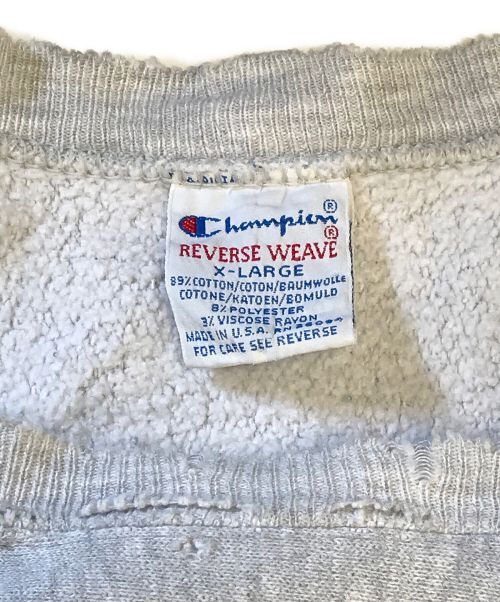 Champion®
REVERSE WEAVE®
X-LARGE
89% COTTON/COTON/BAUMWOLLE
COTONE/KATOEN/BOMULD
8% POLYESTER
3% VISCOSE RAYON
MADE IN U.S.A.
FOR CARE SEE REVERSE